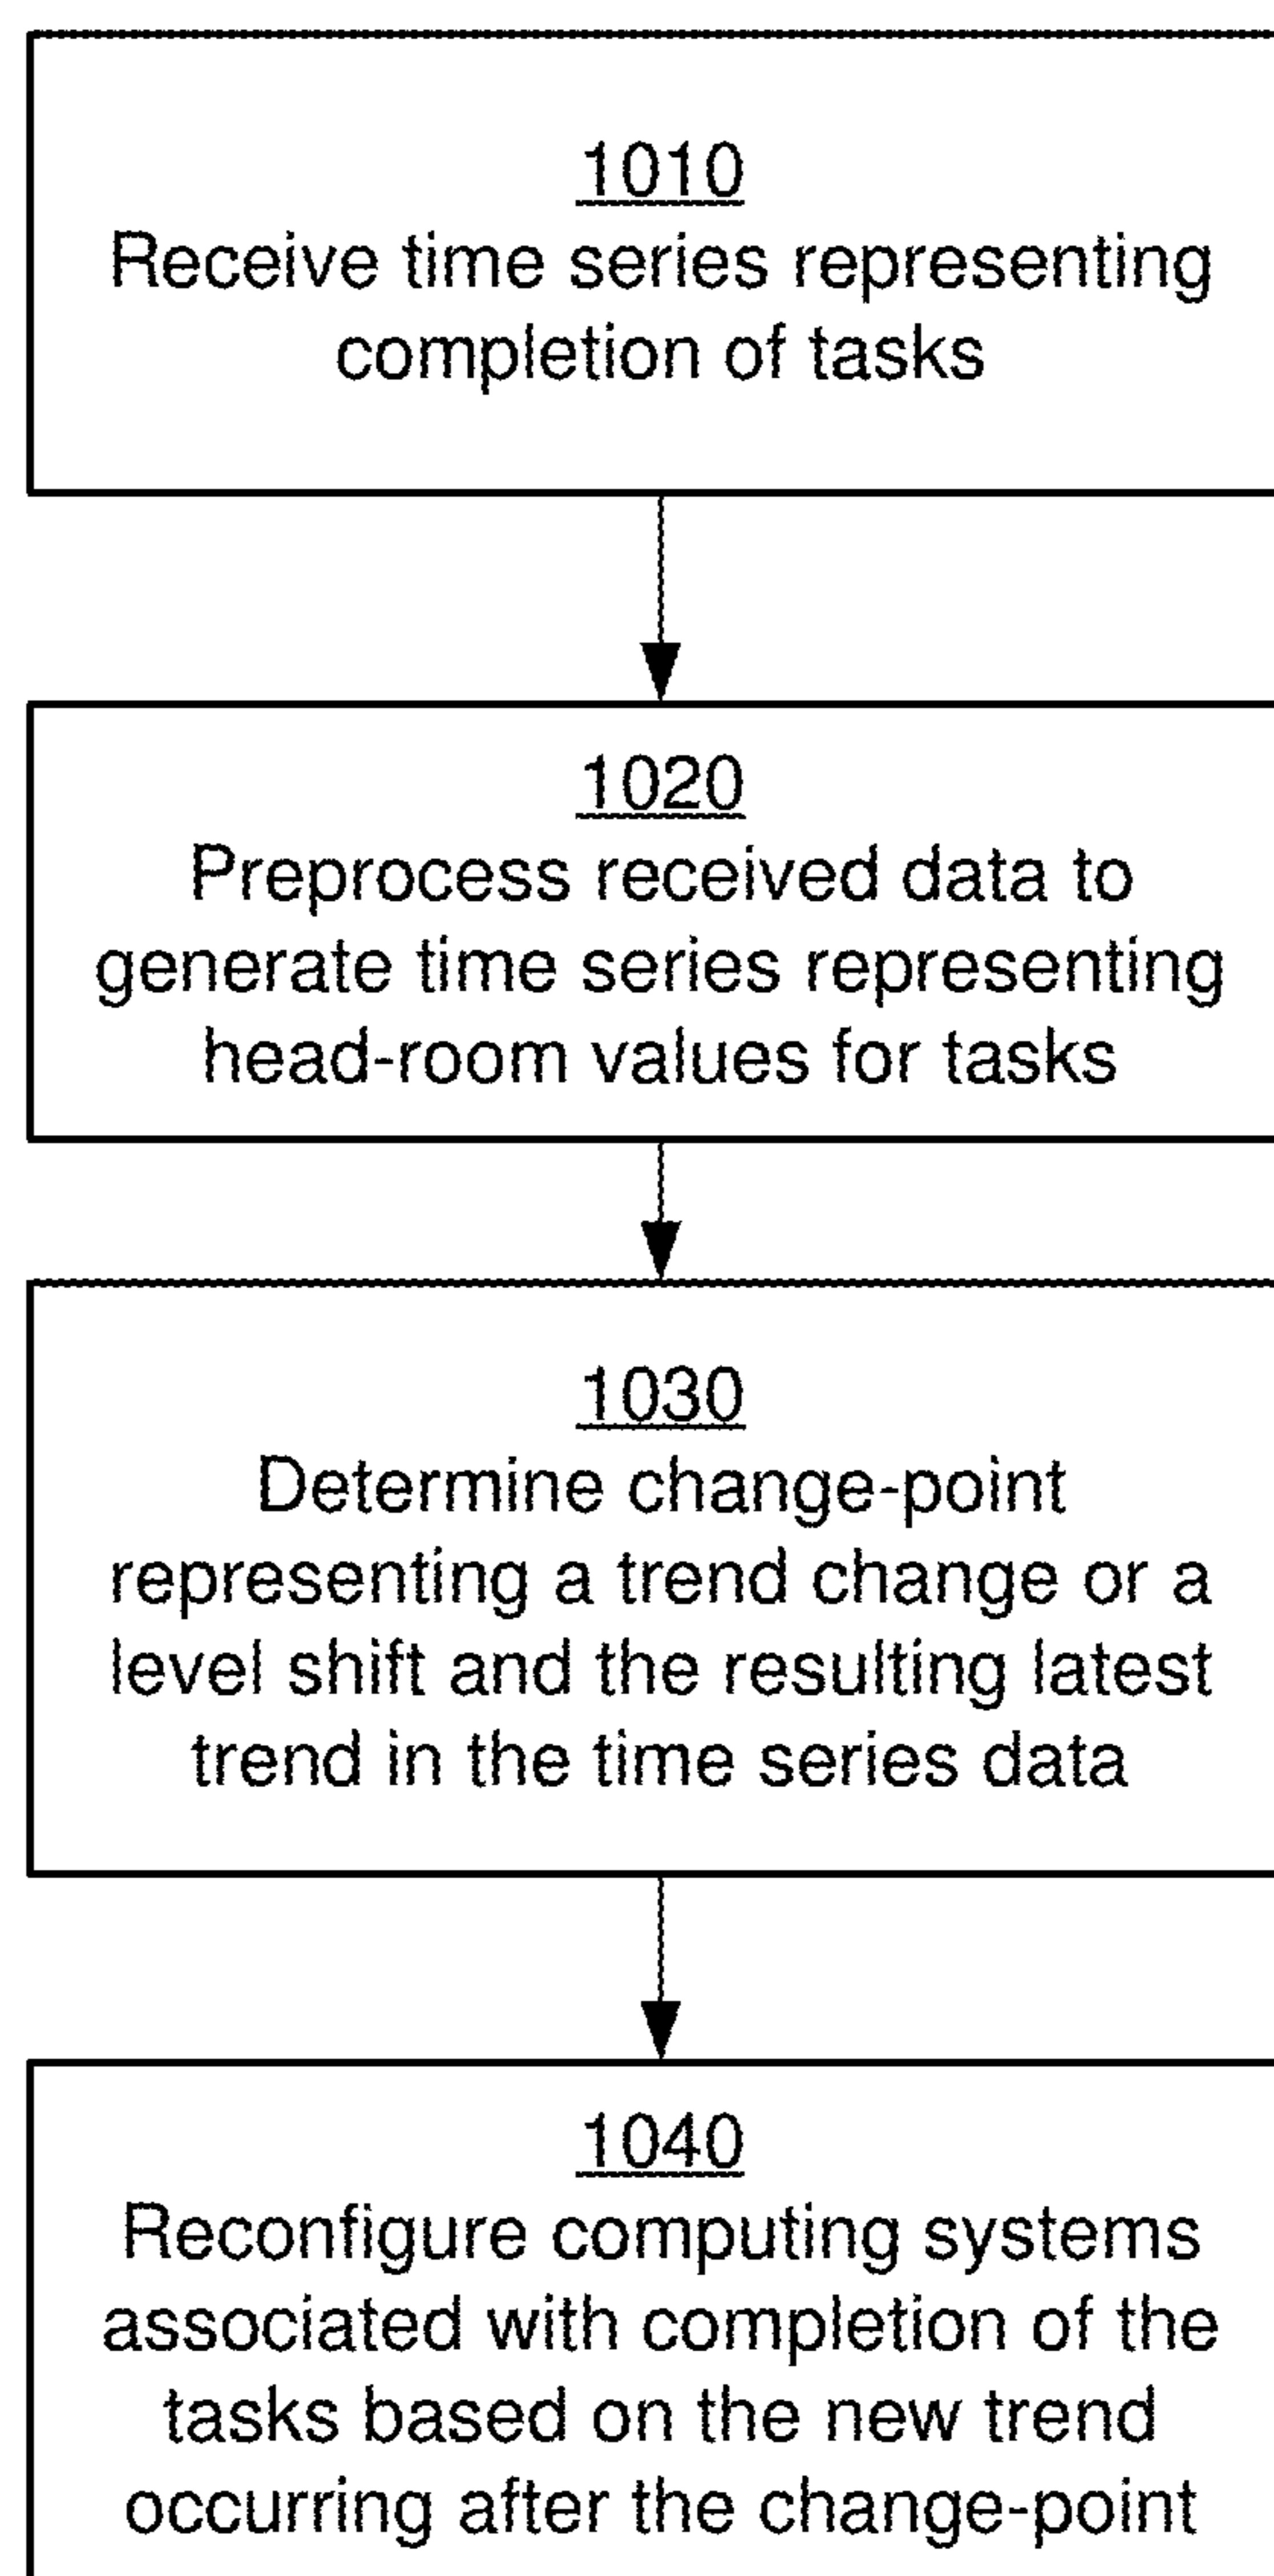 1010
Receive time series representing
completion of tasks
1020
Preprocess received data to
generate time series representing
head-room values for tasks
1030
Determine change-point
representing a trend change or a
level shift and the resulting latest
trend in the time series data
1040
Reconfigure computing systems
associated with completion of the
tasks based on the new trend
occurring after the change-point